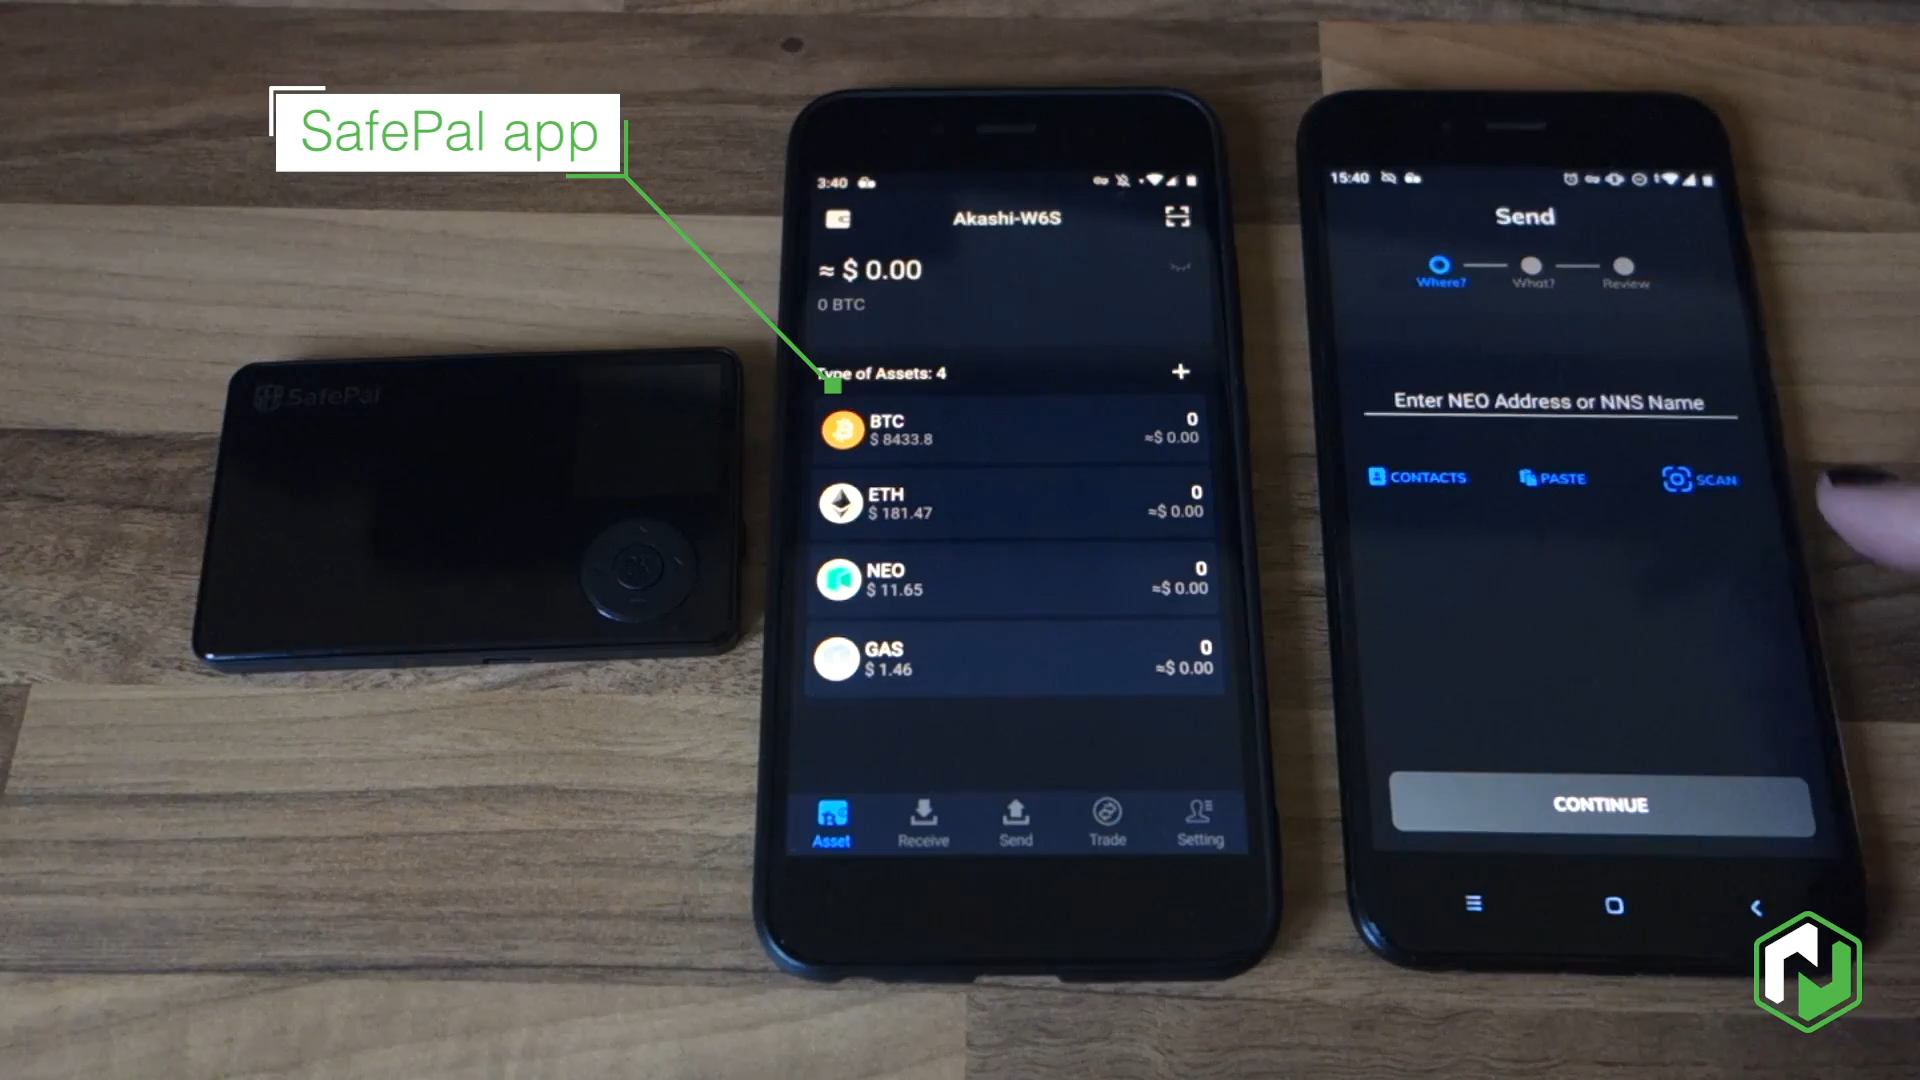 SafePal app
SafePal
OK
3:40
Akashi-W6S
≈ $ 0.00
0 BTC
Type of Assets: 4
+
BTC
0
$ 8433.8
≈$ 0.00
ETH
0
$ 181.47
≈$ 0.00
NEO
0
$ 11.65
≈$ 0.00
GAS
0
$ 1.46
≈$ 0.00
Asset
Receive
Send
Trade
Setting
15:40
Send
Where?
What?
Review
Enter NEO Address or NNS Name
CONTACTS
PASTE
SCAN
CONTINUE